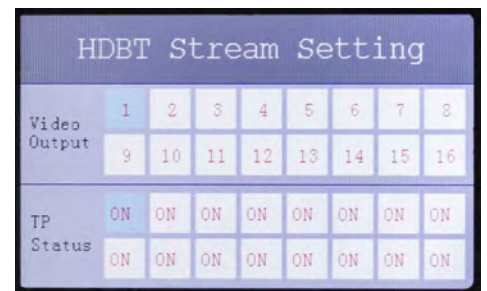 HDBT Stream Setting
Video Output
1 2 3 4 5 6 7 8
9 10 11 12 13 14 15 16
TP Status
ON ON ON ON ON ON ON ON
ON ON ON ON ON ON ON ON